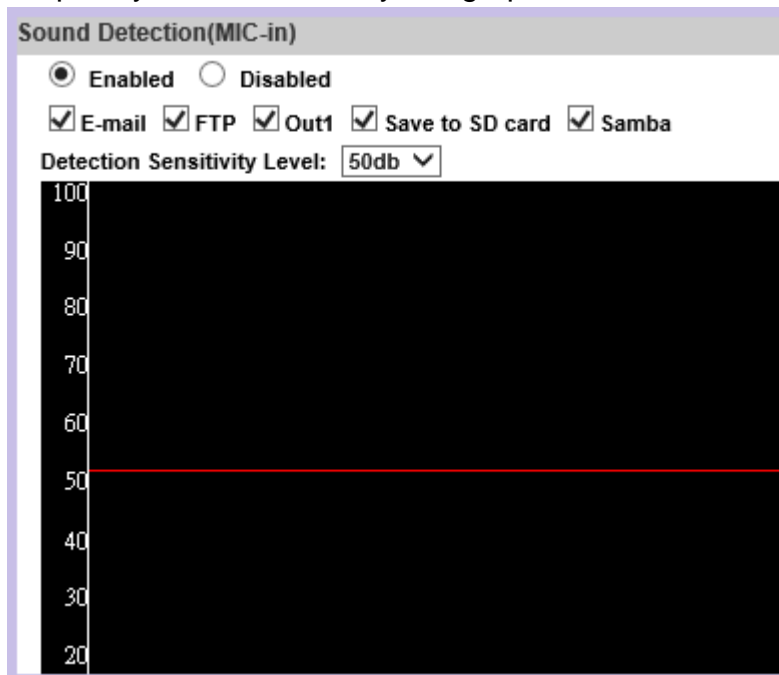 Sound Detection(MIC-in)
Enabled Disabled
E-mail FTP Out1 Save to SD card Samba
Detection Sensitivity Level: 50db
100
90
80
70
60
50
40
30
20